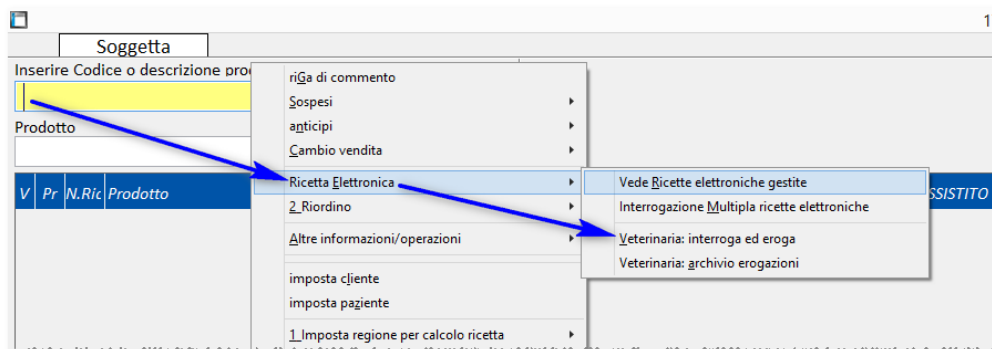 1
Soggetta
Inserire Codice o descrizione pro
Prodotto
V Pr N.Ric Prodotto
SSISTITO
riGa di commento
Sospesi
anticipi
Cambio vendita
Ricetta Elettronica
2 Riordino
Altre informazioni/operazioni
imposta cliente
imposta paziente
1 Imposta regione per calcolo ricetta
Vede Ricette elettroniche gestite
Interrogazione Multipla ricette elettroniche
Veterinaria: interroga ed eroga
Veterinaria: archivio erogazioni